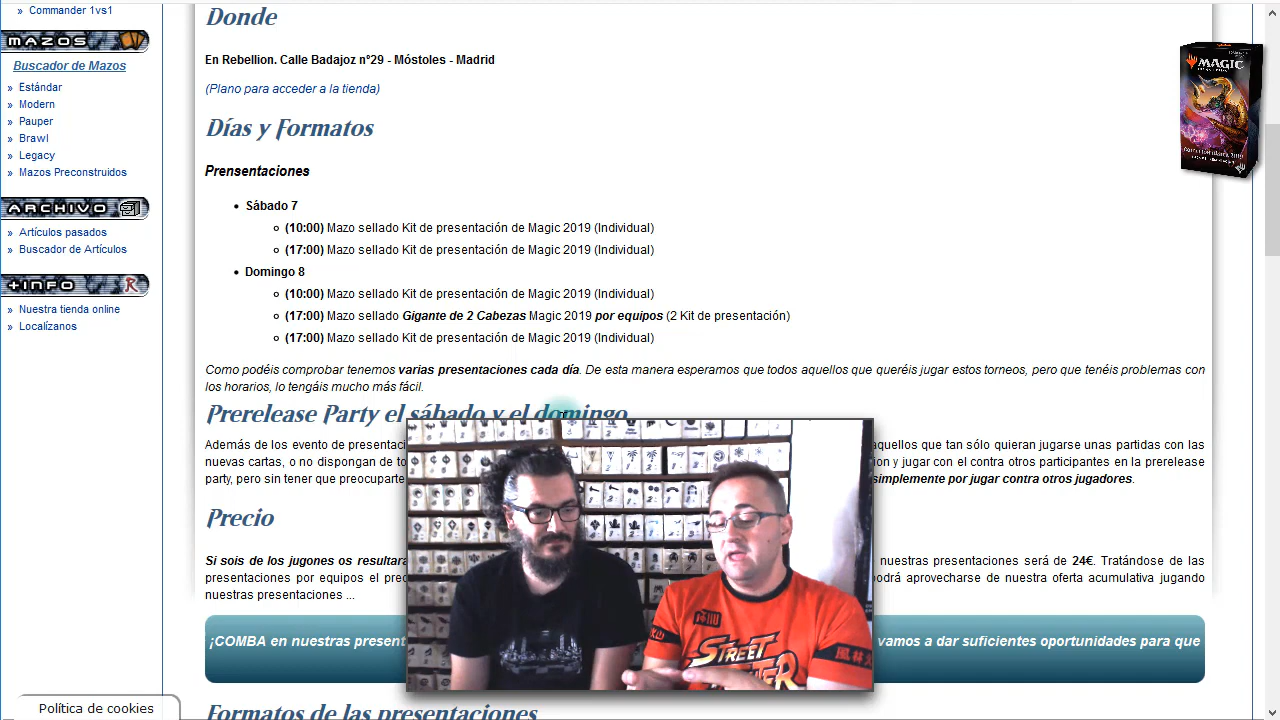 » Commander 1vs1
MAZOS
Buscador de Mazos
» Estándar
» Modern
» Pauper
» Brawl
» Legacy
» Mazos Preconstruidos
ARCHIVO
» Artículos pasados
» Buscador de Artículos
+INFO R
» Nuestra tienda online
» Localízanos
Política de cookies
Donde
En Rebellion. Calle Badajoz nº29 - Móstoles - Madrid
(Plano para acceder a la tienda)
Días y Formatos
Prensentaciones
• Sábado 7
(10:00) Mazo sellado Kit de presentación de Magic 2019 (Individual)
(17:00) Mazo sellado Kit de presentación de Magic 2019 (Individual)
• Domingo 8
(10:00) Mazo sellado Kit de presentación de Magic 2019 (Individual)
(17:00) Mazo sellado Gigante de 2 Cabezas Magic 2019 por equipos (2 Kit de presentación)
(17:00) Mazo sellado Kit de presentación de Magic 2019 (Individual)
Como podéis comprobar tenemos varias presentaciones cada día. De esta manera esperamos que todos aquellos que queréis jugar estos torneos, pero que tenéis problemas con
los horarios, lo tengáis mucho más fácil.
Prerelease Party el sábado y el domingo
Además de los evento de presentaci aquellos que tan sólo quieran jugarse unas partidas con las
nuevas cartas, o no dispongan de to ion y jugar con el contra otros participantes en la prerelease
party, pero sin tener que preocuparte simplemente por jugar contra otros jugadores.
Precio
Si sois de los jugones os resultara nuestras presentaciones será de 24€. Tratándose de las
presentaciones por equipos el prec odrá aprovecharse de nuestra oferta acumulativa jugando
nuestras presentaciones ...
¡COMBA en nuestras present vamos a dar suficientes oportunidades para que
Formatos de las presentaciones
MAGIC
STREET